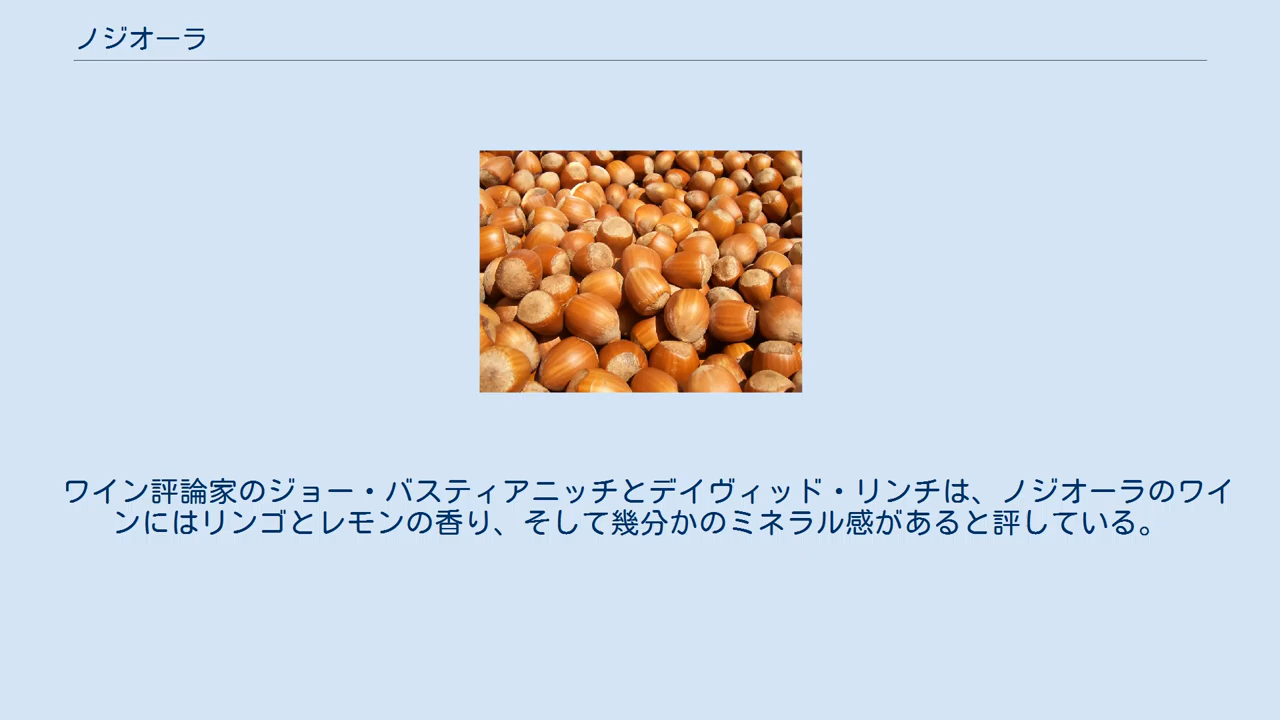 ノジオーラ
ワイン評論家のジョー・バスティアニッチとデイヴィッド・リンチは、ノジオーラのワイ
ンにはリンゴとレモンの香り、そして幾分かのミネラル感があると評している。